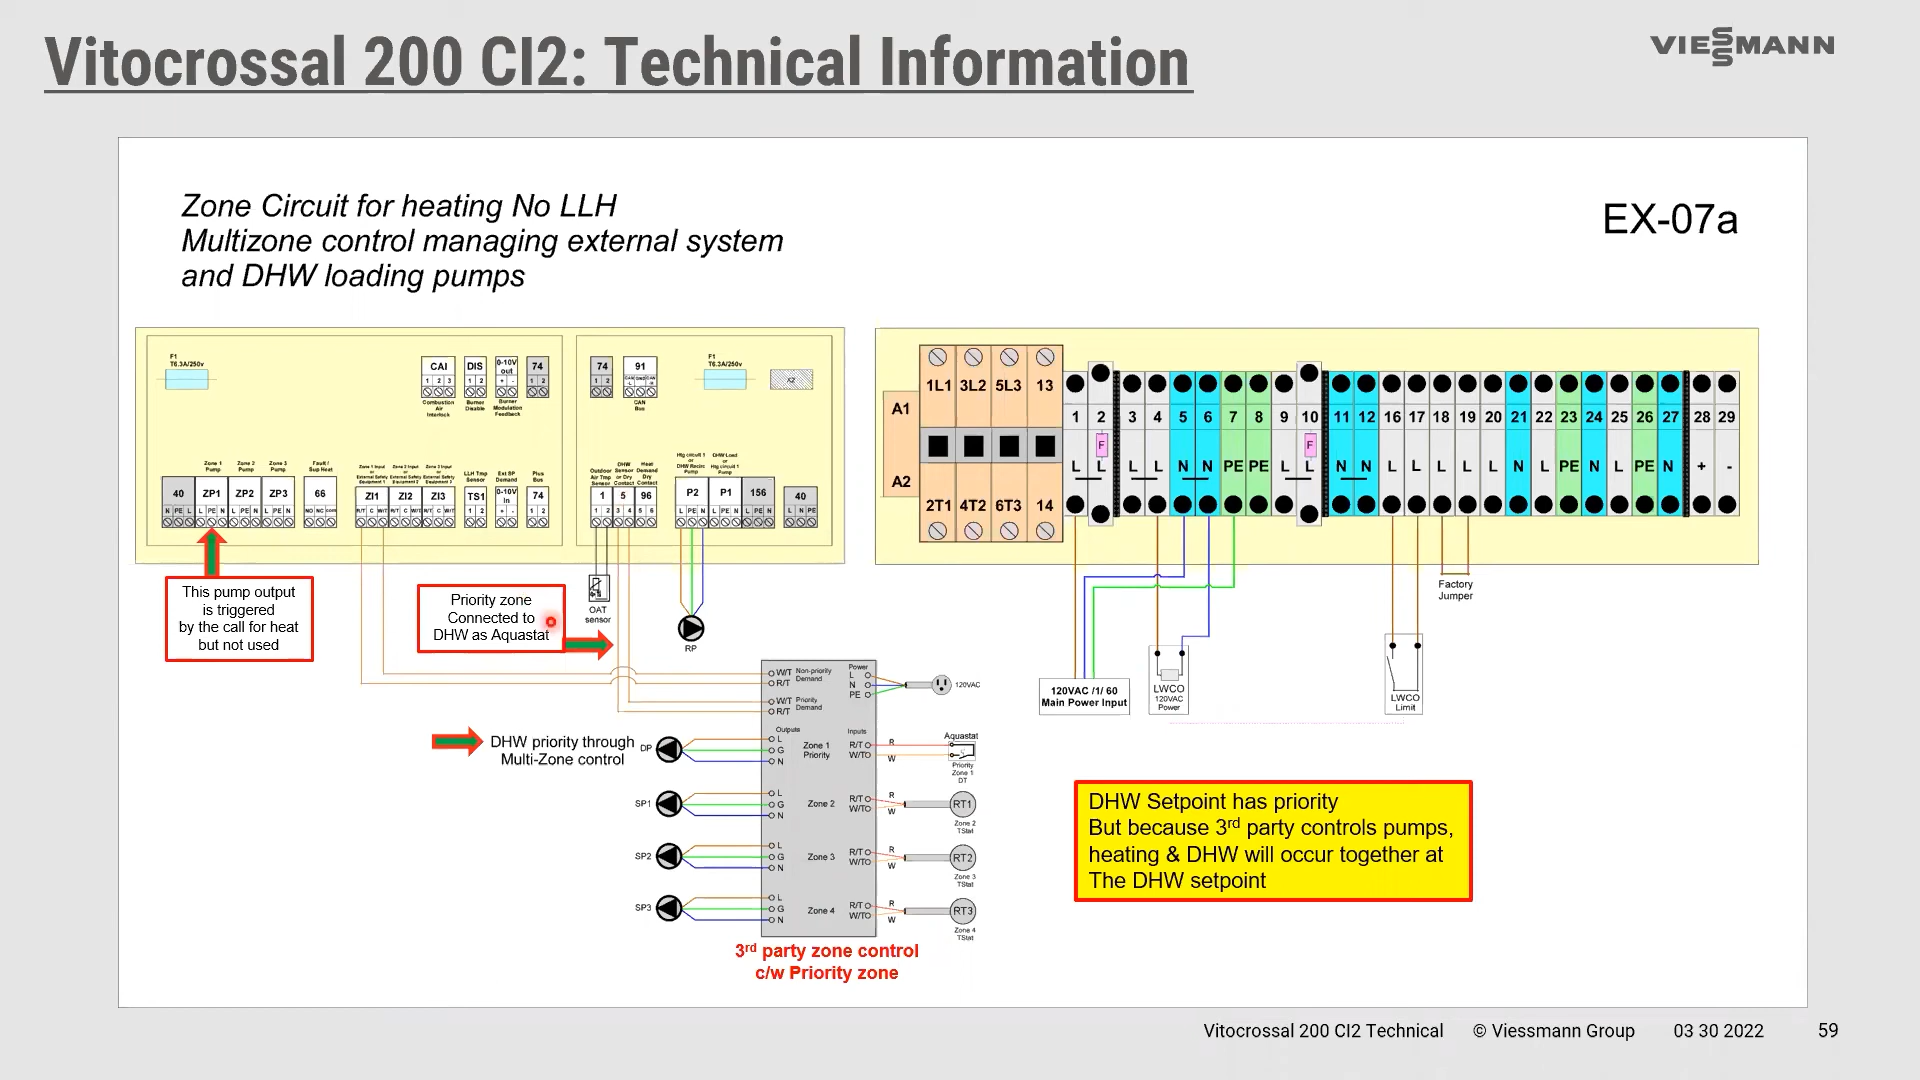 Vitocrossal 200 CI2: Technical Information
VIESSMANN
Zone Circuit for heating No LLH
Multizone control managing external system
and DHW loading pumps
EX-07a
F1
T6.3A/250v
CAI
1 2 3
Combustion
Air
Interlock
DIS
1 2
Burner
Disable
0-10V
out
+ -
Burner
Modulation
Feedback
74
1 2
74
1 2
91
CAN
Bus
F1
T6.3A/250v
X2
40
N PE L
Zone 1
Pump
ZP1
L PE N
Zone 2
Pump
ZP2
L PE N
Zone 3
Pump
ZP3
L PE N
Fault /
Sup Heat
66
NO NC com
Zone 1 Input
or
External Safety
Equipment 1
ZI1
R/T C W/T
Zone 2 Input
or
External Safety
Equipment 2
ZI2
R/T C W/T
Zone 3 Input
or
External Safety
Equipment 3
ZI3
R/T C W/T
LLH Tmp
Sensor
TS1
1 2
Ext SP
Demand
0-10V
In
+ -
Plus
Bus
74
1 2
Outdoor
Air Tmp
Sensor
1
1 2
DHW
Sensor
or Dry
Contact
5
3 4
Heat
Demand
Dry
Contact
96
5 6
Htg circuit 1
or
DHW Recirc
Pump
P2
L PE N
DHW Load
or
Htg circuit 1
Pump
P1
L PE N
156
L PE N
40
L N PE
A1
A2
1L1 3L2 5L3 13
2T1 4T2 6T3 14
1 2 3 4 5 6 7 8 9 10 11 12 16 17 18 19 20 21 22 23 24 25 26 27 28 29
F F
L L L L N N PE PE L L N N L L L L L N L PE N L PE N + -
This pump output
is triggered
by the call for heat
but not used
Priority zone
Connected to
DHW as Aquastat
OAT
sensor
RP
Factory
Jumper
120VAC /1/ 60
Main Power Input
LWCO
120VAC
Power
LWCO
Limit
W/T Non-priority
R/T Demand
W/T Priority
R/T Demand
Power
L
N
PE
120VAC
Outputs
Inputs
DHW priority through
Multi-Zone control
DP
L
G
N
Zone 1
Priority
R/T
W/T
R
W
Aquastat
Priority
Zone 1
DT
SP1
L
G
N
Zone 2
R/T
W/T
R
W
RT1
Zone 2
TStat
SP2
L
G
N
Zone 3
R/T
W/T
R
W
RT2
Zone 3
TStat
SP3
L
G
N
Zone 4
R/T
W/T
R
W
RT3
Zone 4
TStat
3rd party zone control
c/w Priority zone
DHW Setpoint has priority
But because 3rd party controls pumps,
heating & DHW will occur together at
The DHW setpoint
Vitocrossal 200 CI2 Technical © Viessmann Group 03 30 2022 59